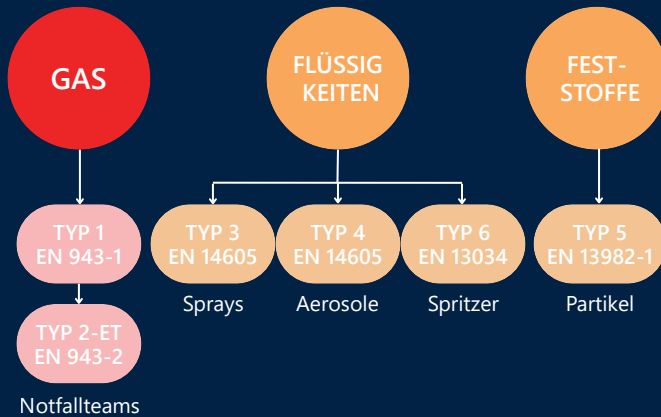 GAS
FLÜSSIG
KEITEN
FEST-
STOFFE
TYP 1
EN 943-1
TYP 3
EN 14605
TYP 4
EN 14605
TYP 6
EN 13034
TYP 5
EN 13982-1
Sprays
Aerosole
Spritzer
Partikel
TYP 2-ET
EN 943-2
Notfallteams